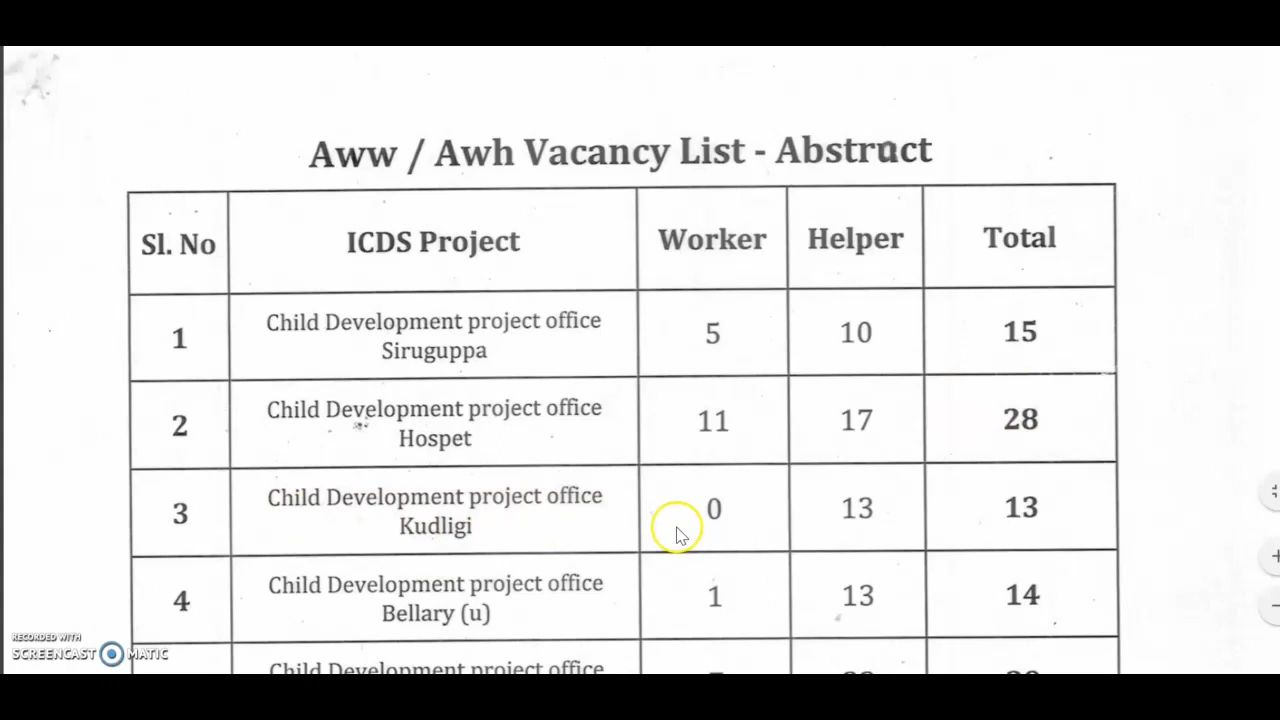 Aww / Awh Vacancy List - Abstruct
Sl. No ICDS Project Worker Helper Total
1 Child Development project office Siruguppa 5 10 15
2 Child Development project office Hospet 11 17 28
3 Child Development project office Kudligi 0 13 13
4 Child Development project office Bellary (u) 1 13 14
Child Development project office
RECORDED WITH
SCREENCAST MATIC